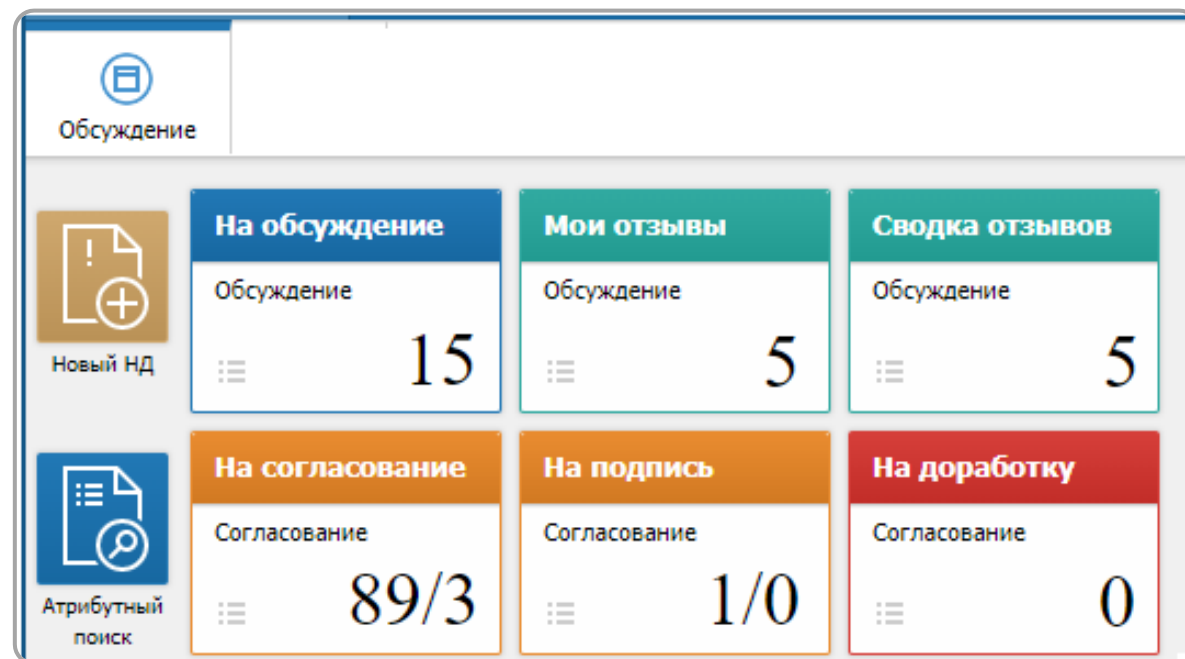 Обсуждение
Новый НД
На обсуждение
Обсуждение
15
Мои отзывы
Обсуждение
5
Сводка отзывов
Обсуждение
5
Атрибутный
поиск
На согласование
Согласование
89/3
На подпись
Согласование
1/0
На доработку
Согласование
0